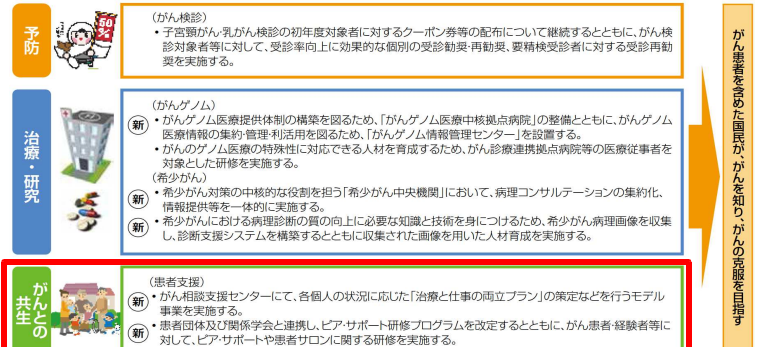 予防
50%
(がん検診)
・子宮頸がん・乳がん検診の初年度対象者に対するクーポン券等の配布について継続するとともに、がん検
診対象者等に対して、受診率向上に効果的な個別の受診勧奨・再勧奨、要精検受診者に対する受診再勧
奨を実施する。
治療・研究
(がんゲノム)
新 ・がんゲノム医療提供体制の構築を図るため、「がんゲノム医療中核拠点病院」の整備とともに、がんゲノム
医療情報の集約・管理・利活用を図るため、「がんゲノム情報管理センター」を設置する。
・がんのゲノム医療の特殊性に対応できる人材を育成するため、がん診療連携拠点病院等の医療従事者を
対象とした研修を実施する。
(希少がん)
新 ・希少がん対策の中核的な役割を担う「希少がん中央機関」において、病理コンサルテーションの集約化、
情報提供等を一体的に実施する。
新 ・希少がんにおける病理診断の質の向上に必要な知識と技術を身につけるため、希少がん病理画像を収集
し、診断支援システムを構築するとともに収集された画像を用いた人材育成を実施する。
がんとの
共生
(患者支援)
新 ・がん相談支援センターにて、各個人の状況に応じた「治療と仕事の両立プラン」の策定などを行うモデル
事業を実施する。
新 ・患者団体及び関係学会と連携し、ピア・サポート研修プログラムを改定するとともに、がん患者・経験者等に
対して、ピア・サポートや患者サロンに関する研修を実施する。
がん患者を含めた国民が、がんを知り、がんの克服を目指す